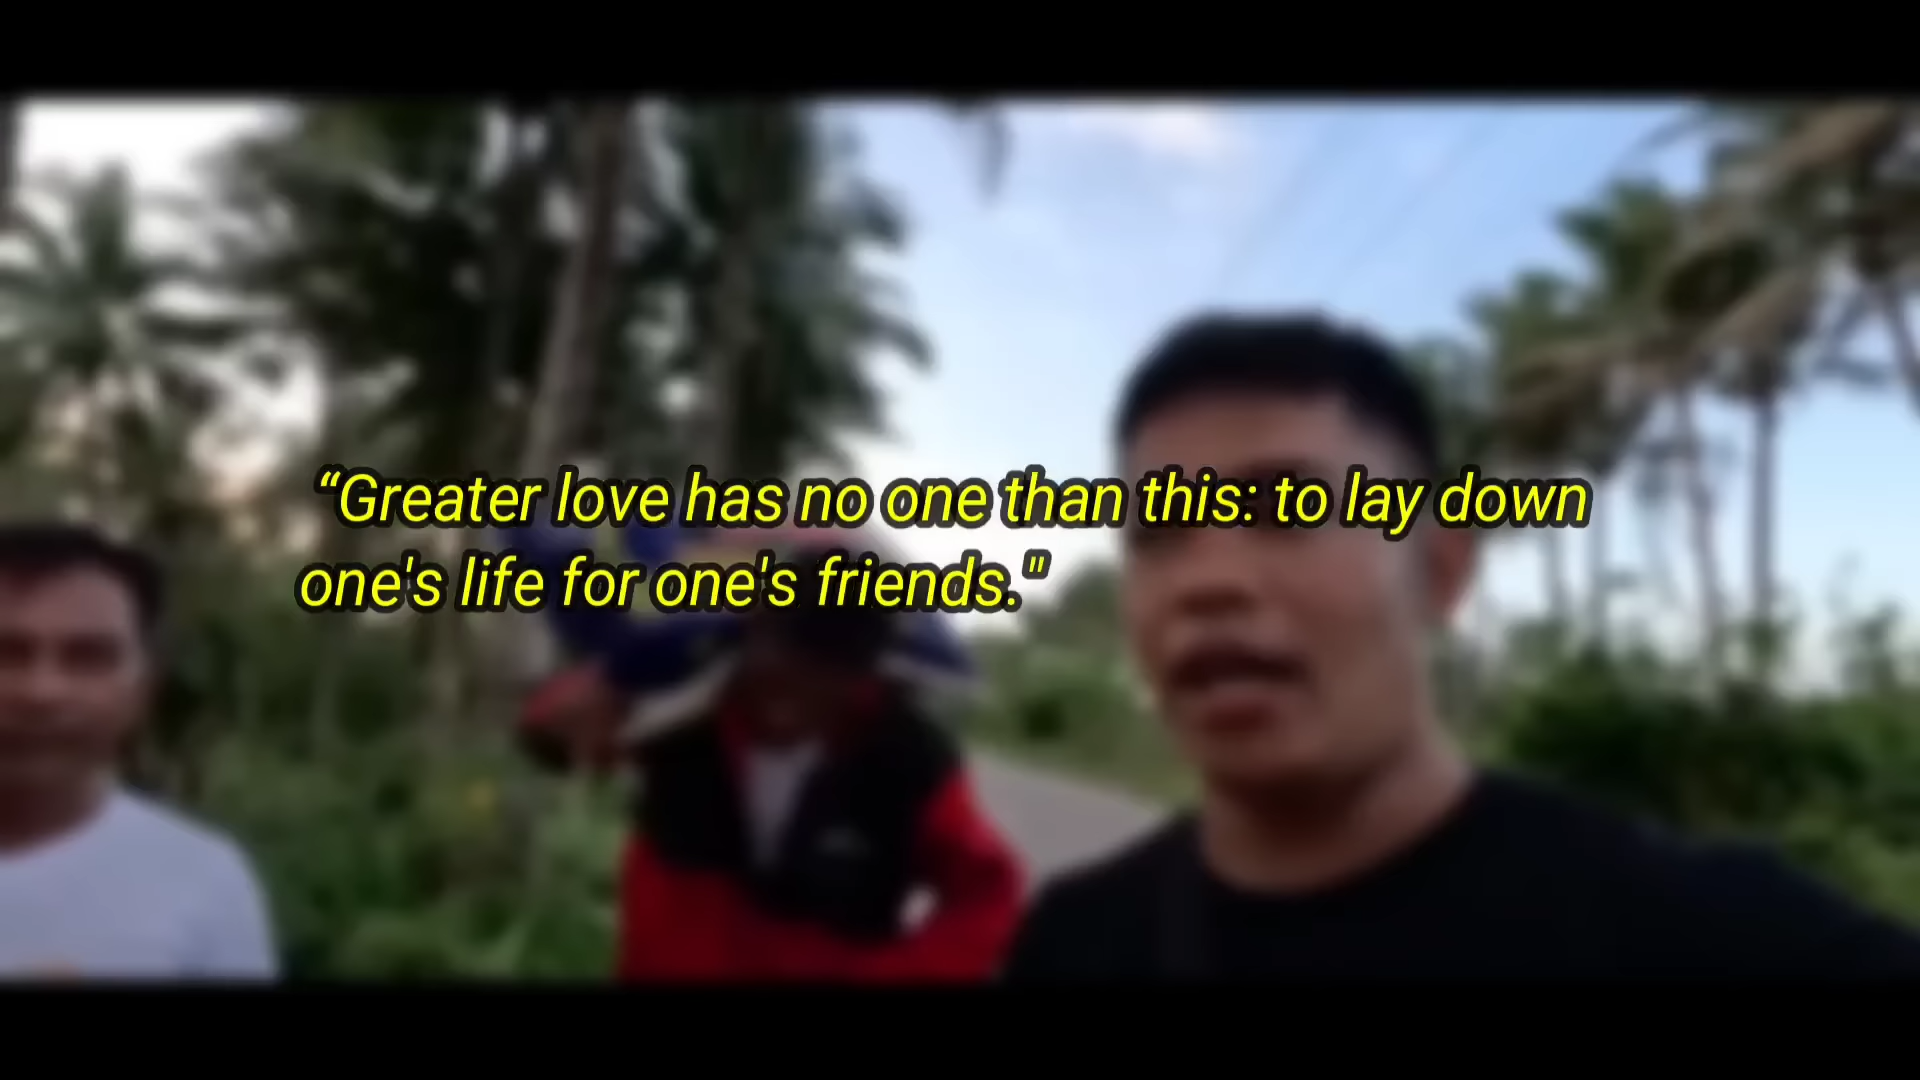 “Greater love has no one than this: to lay down
one's life for one's friends."